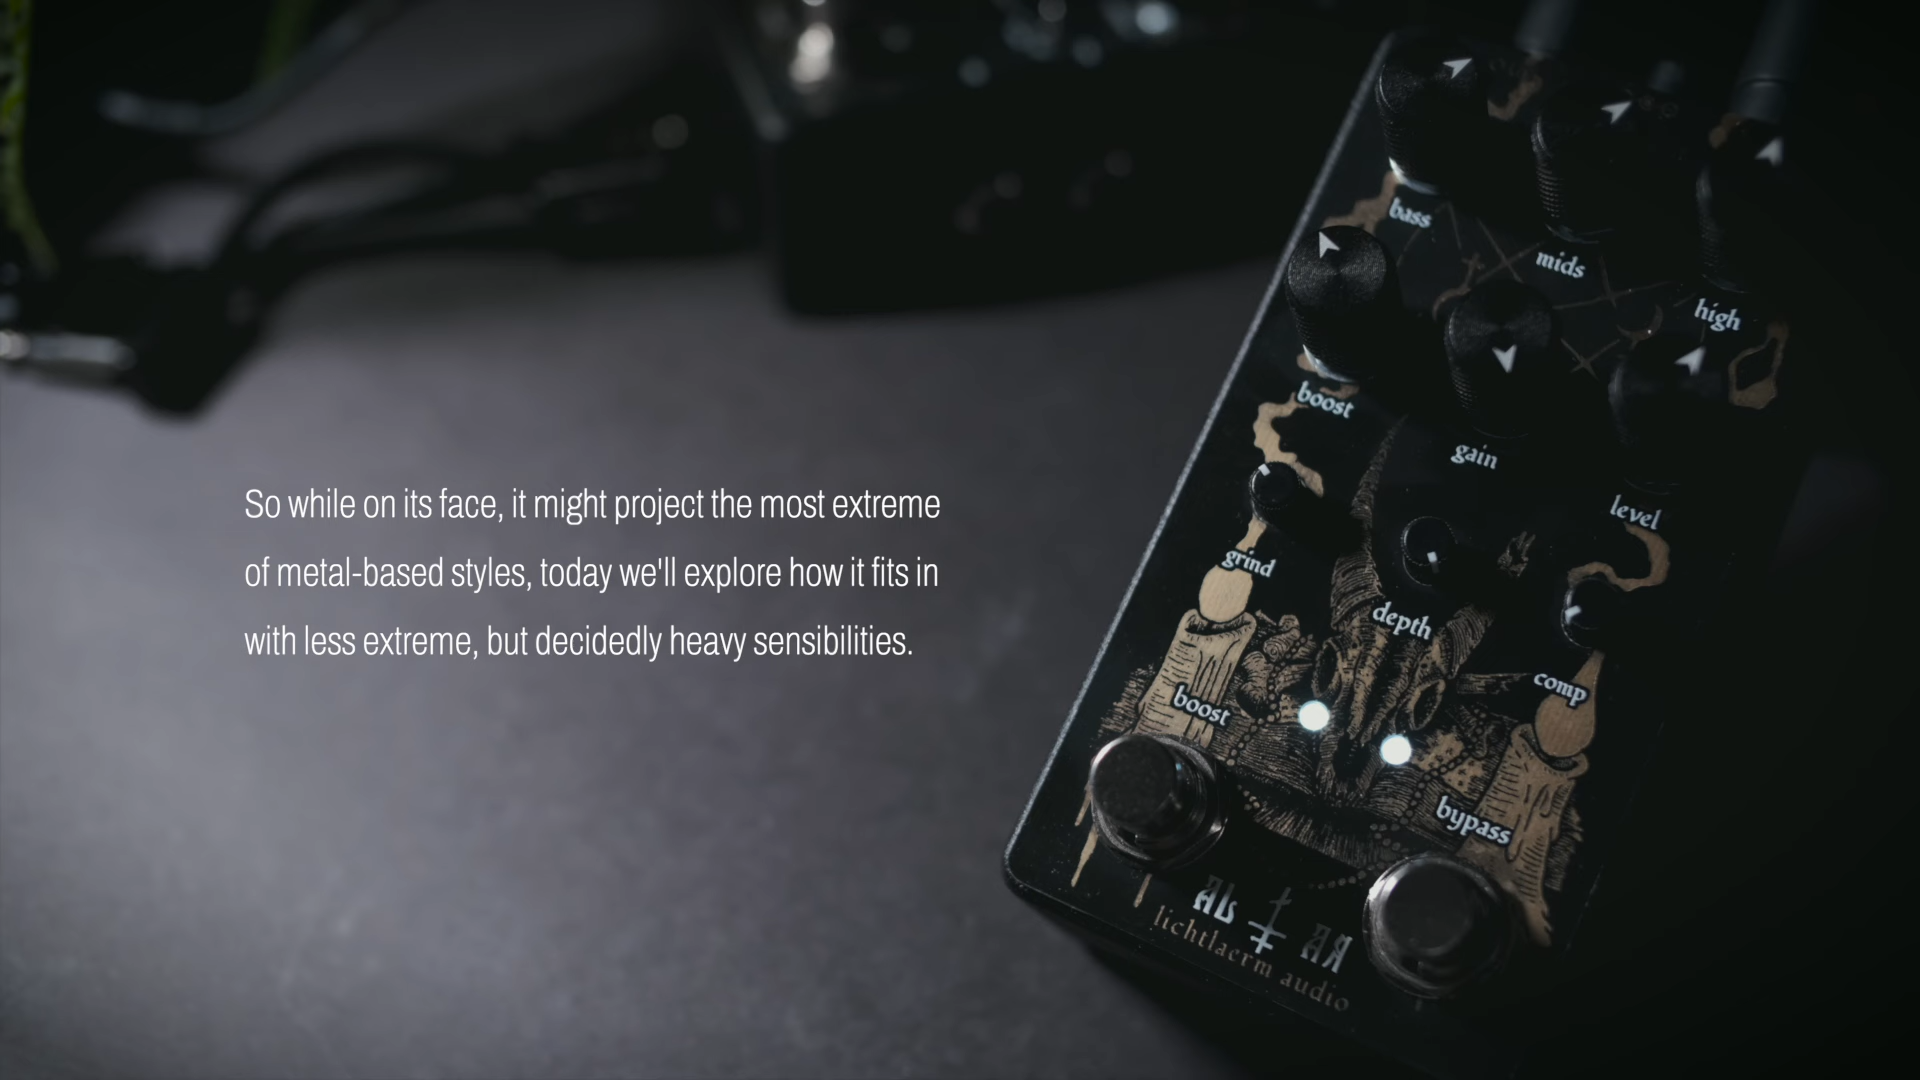 So while on its face, it might project the most extreme
of metal-based styles, today we'll explore how it fits in
with less extreme, but decidedly heavy sensibilities.
bass
mids
high
boost
gain
level
grind
depth
comp
boost
bypass
lichtlaerm audio